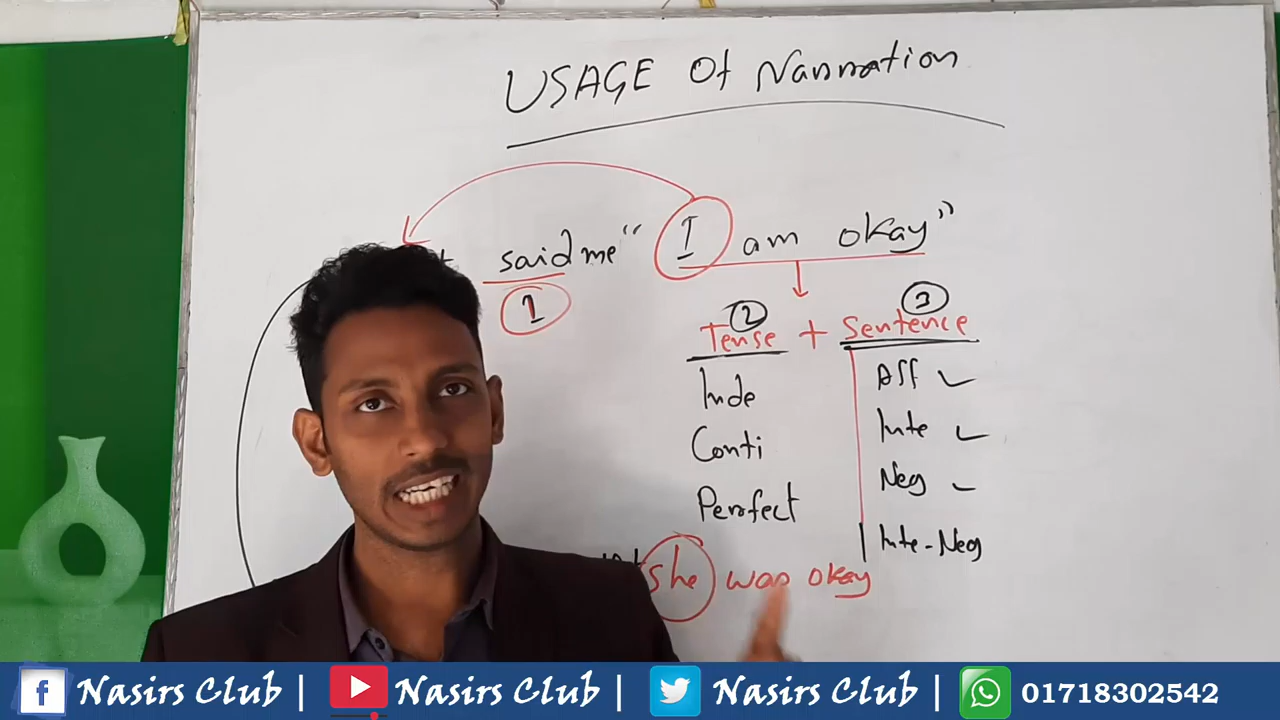 USAGE Of Narration
said me “ I am okay ”
1
2 3
Tense + Sentence
Inde Aff
Conti Inte
Perfect Neg
Inte-Neg
she was okay
f Nasirs Club | Nasirs Club | Nasirs Club | 01718302542